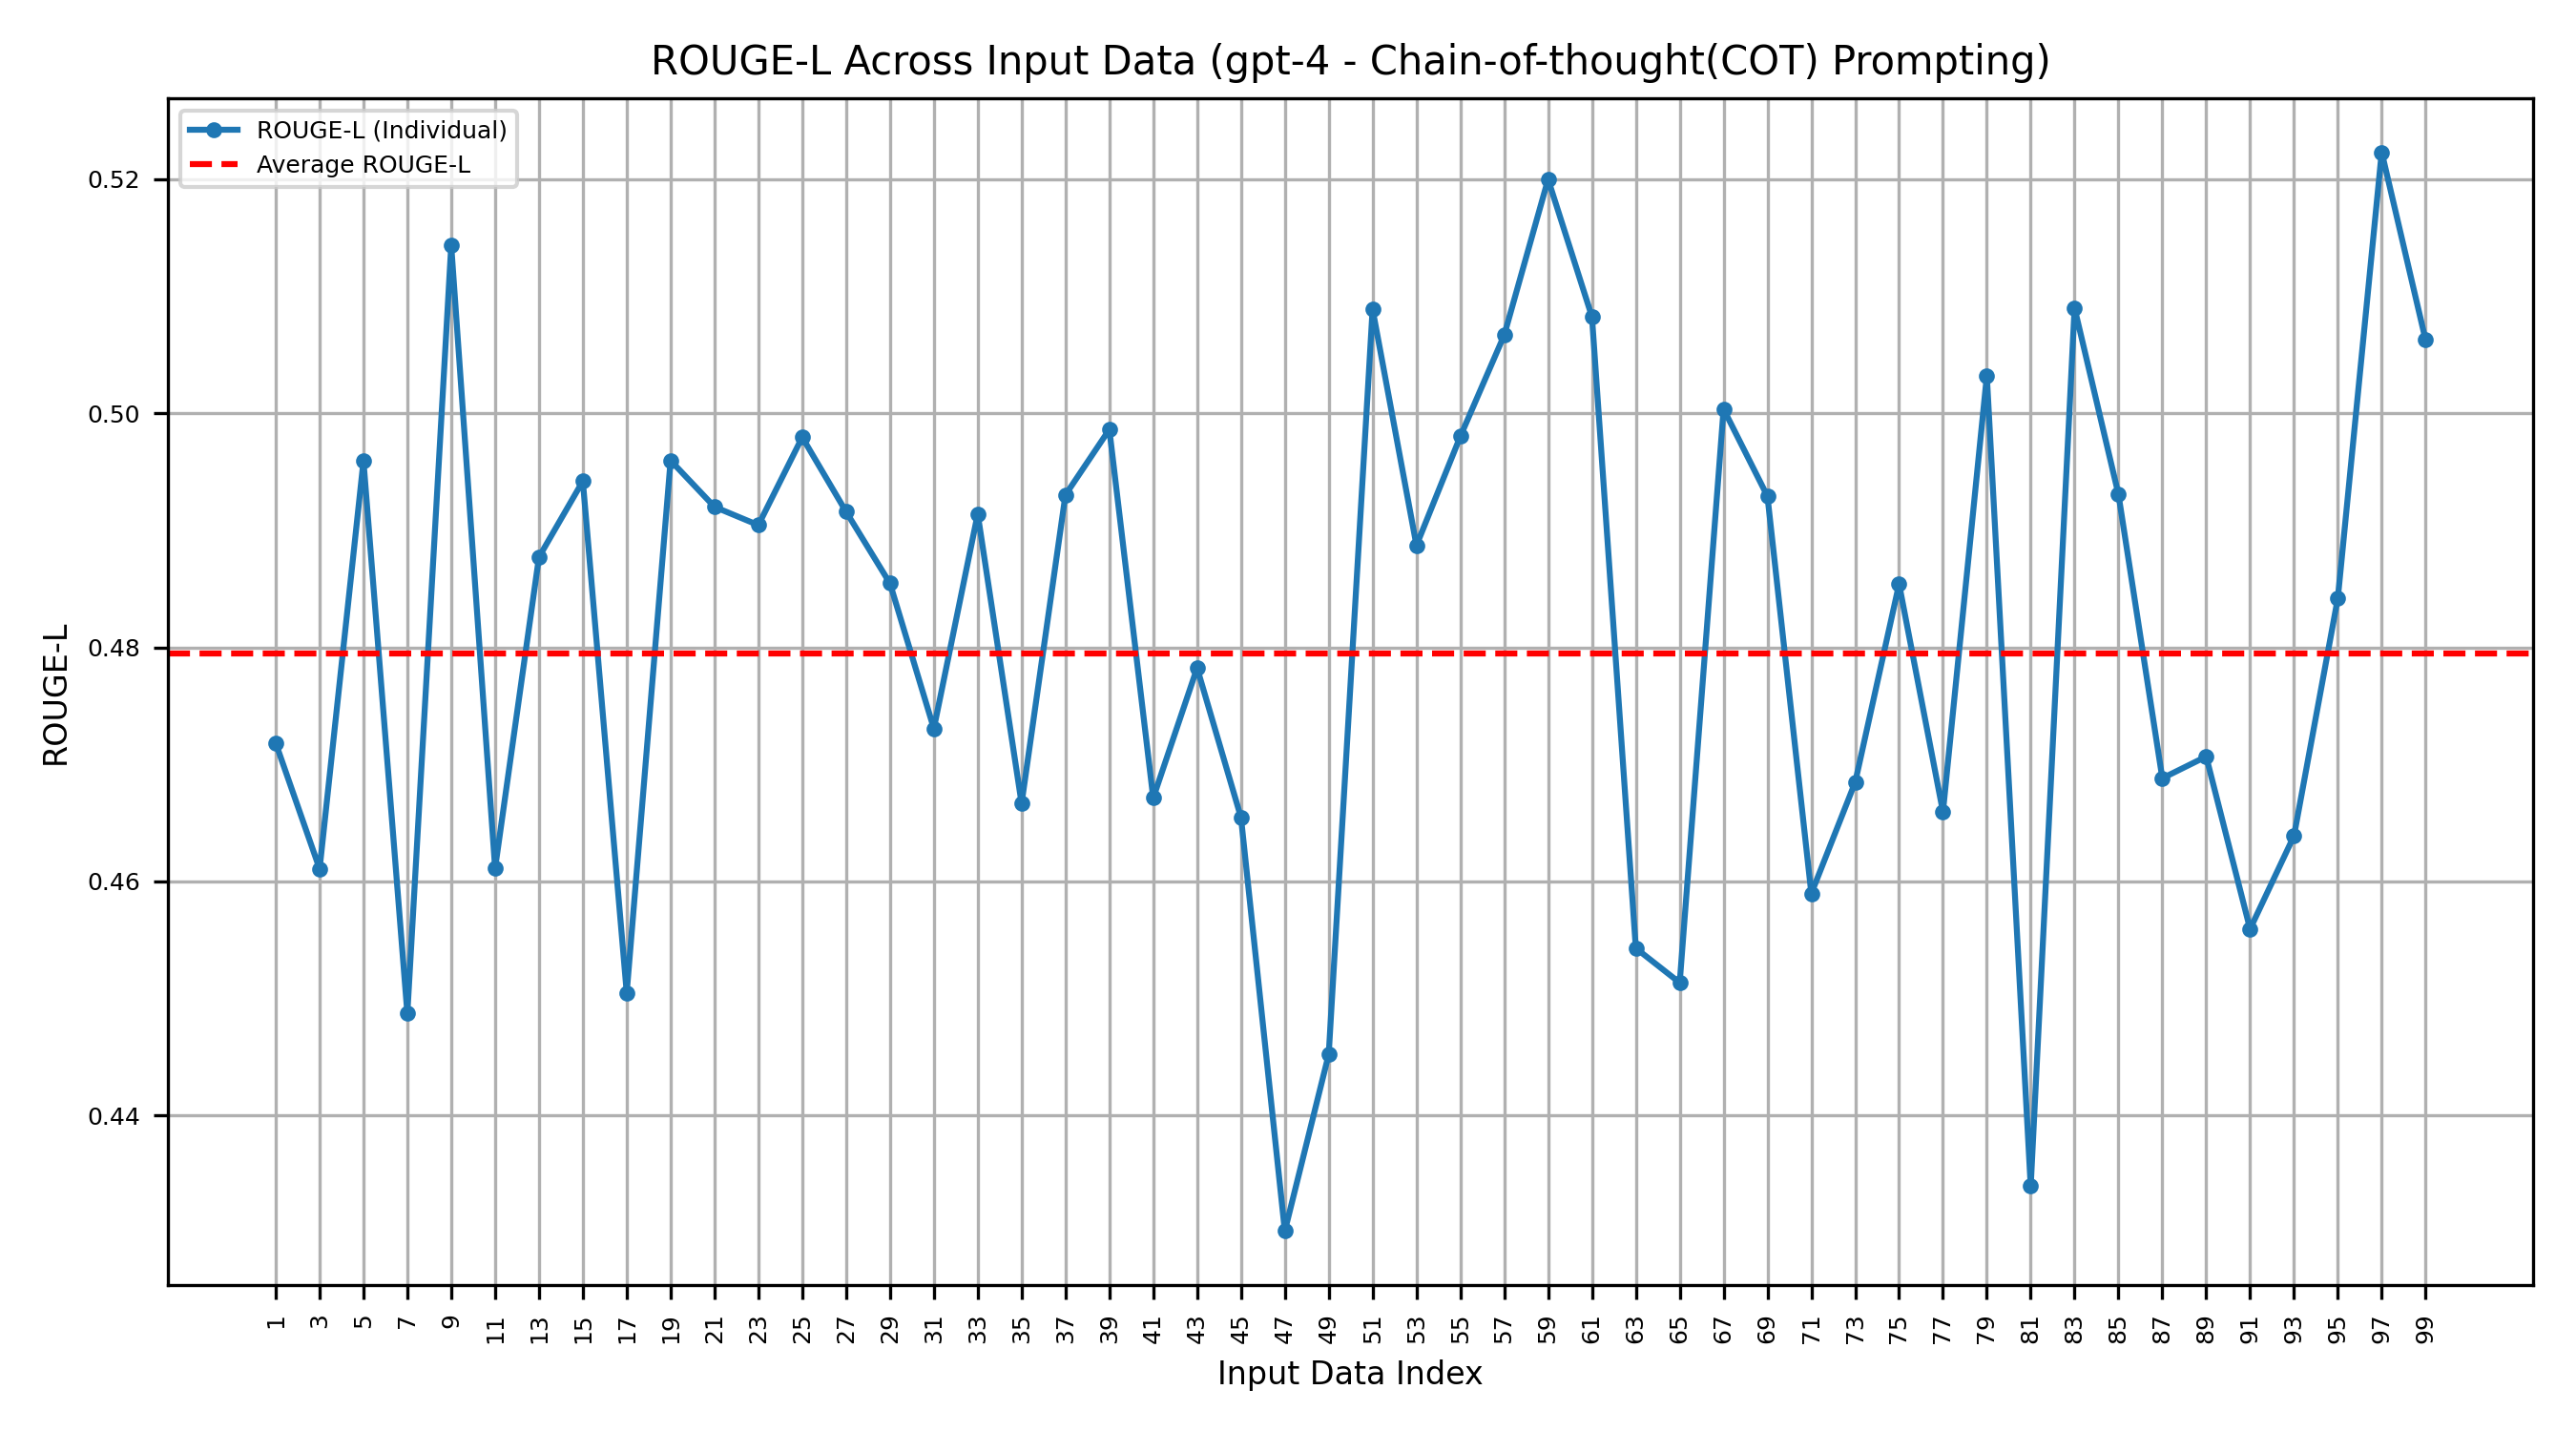 ROUGE-L Across Input Data (gpt-4 - Chain-of-thought(COT) Prompting)
ROUGE-L (Individual)
Average ROUGE-L
0.52
0.50
0.48
0.46
0.44
ROUGE-L
1 3 5 7 9 11 13 15 17 19 21 23 25 27 29 31 33 35 37 39 41 43 45 47 49 51 53 55 57 59 61 63 65 67 69 71 73 75 77 79 81 83 85 87 89 91 93 95 97 99
Input Data Index